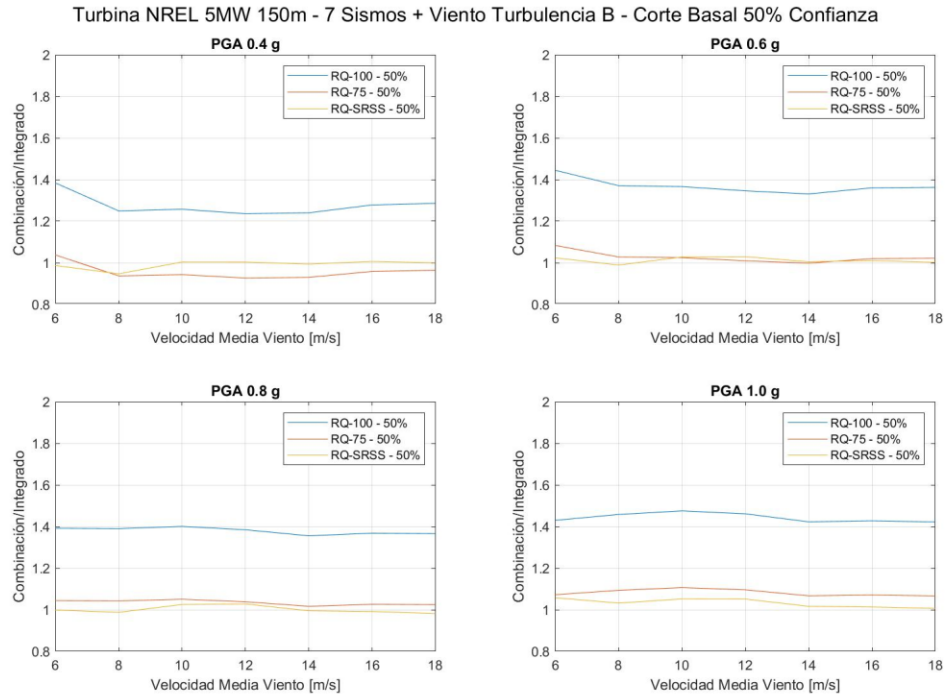 Turbina NREL 5MW 150m - 7 Sismos + Viento Turbulencia B - Corte Basal 50% Confianza
PGA 0.4 g
2
1.8
1.6
1.4
1.2
1
0.8
Combinación/Integrado
RQ-100 - 50%
RQ-75 - 50%
RQ-SRSS - 50%
6 8 10 12 14 16 18
Velocidad Media Viento [m/s]
PGA 0.6 g
2
1.8
1.6
1.4
1.2
1
0.8
Combinación/Integrado
RQ-100 - 50%
RQ-75 - 50%
RQ-SRSS - 50%
6 8 10 12 14 16 18
Velocidad Media Viento [m/s]
PGA 0.8 g
2
1.8
1.6
1.4
1.2
1
0.8
Combinación/Integrado
RQ-100 - 50%
RQ-75 - 50%
RQ-SRSS - 50%
6 8 10 12 14 16 18
Velocidad Media Viento [m/s]
PGA 1.0 g
2
1.8
1.6
1.4
1.2
1
0.8
Combinación/Integrado
RQ-100 - 50%
RQ-75 - 50%
RQ-SRSS - 50%
6 8 10 12 14 16 18
Velocidad Media Viento [m/s]